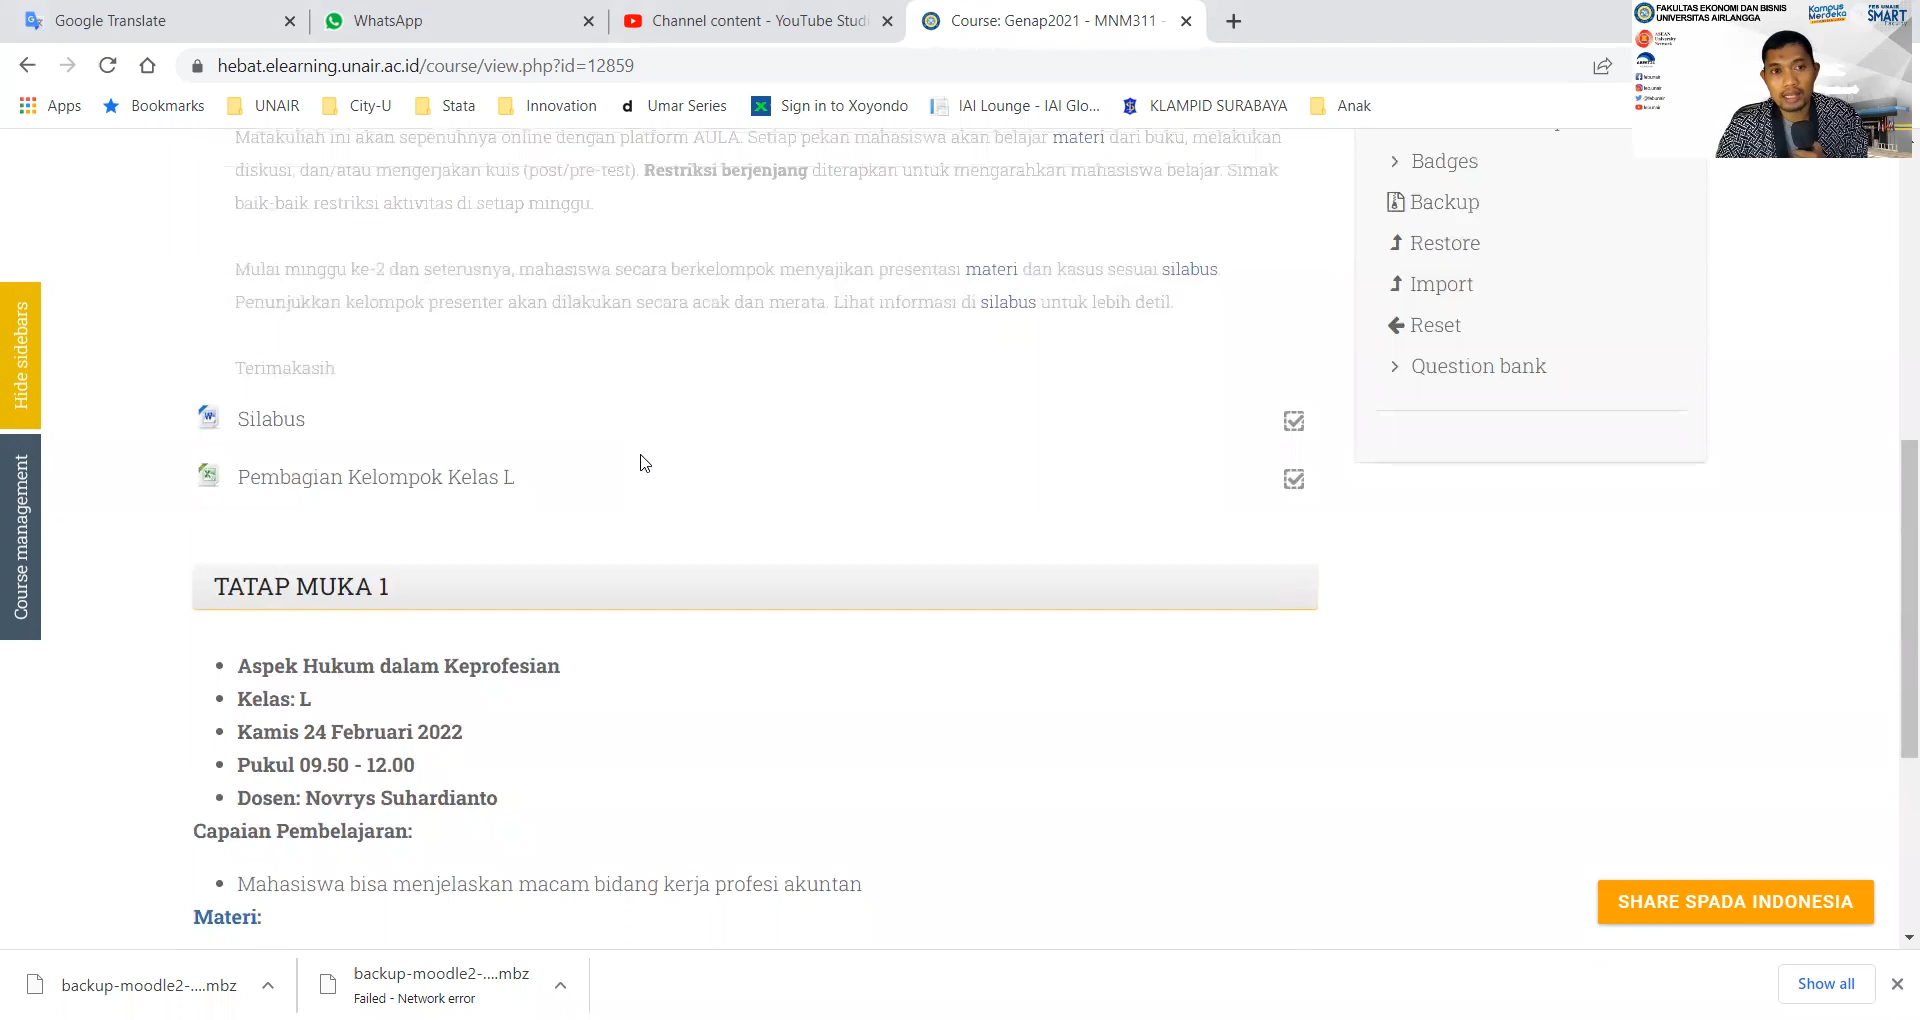 Google Translate
WhatsApp
Channel content - YouTube Studi
Course: Genap2021 - MNM311 -
hebat.elearning.unair.ac.id/course/view.php?id=12859
Apps
Bookmarks
UNAIR
City-U
Stata
Innovation
d Umar Series
X Sign in to Xoyondo
IAI Lounge - IAI Glo...
KLAMPID SURABAYA
Anak
FAKULTAS EKONOMI DAN BISNIS
UNIVERSITAS AIRLANGGA
Kampus
Merdeka
FEB UNAIR
SMART
Matakuliah ini akan sepenuhnya online dengan platform AULA. Setiap pekan mahasiswa akan belajar materi dari buku, melakukan
diskusi, dan/atau mengerjakan kuis (post/pre-test). Restriksi berjenjang diterapkan untuk mengarahkan mahasiswa belajar. Simak
baik-baik restriksi aktivitas di setiap minggu.
Mulai minggu ke-2 dan seterusnya, mahasiswa secara berkelompok menyajikan presentasi materi dan kasus sesuai silabus.
Penunjukkan kelompok presenter akan dilakukan secara acak dan merata. Lihat informasi di silabus untuk lebih detil.
Terimakasih
Silabus
Pembagian Kelompok Kelas L
TATAP MUKA 1
Aspek Hukum dalam Keprofesian
Kelas: L
Kamis 24 Februari 2022
Pukul 09.50 - 12.00
Dosen: Novrys Suhardianto
Capaian Pembelajaran:
Mahasiswa bisa menjelaskan macam bidang kerja profesi akuntan
Materi:
Hide sidebars
Course management
Badges
Backup
Restore
Import
Reset
Question bank
SHARE SPADA INDONESIA
backup-moodle2-....mbz
backup-moodle2-....mbz
Failed - Network error
Show all